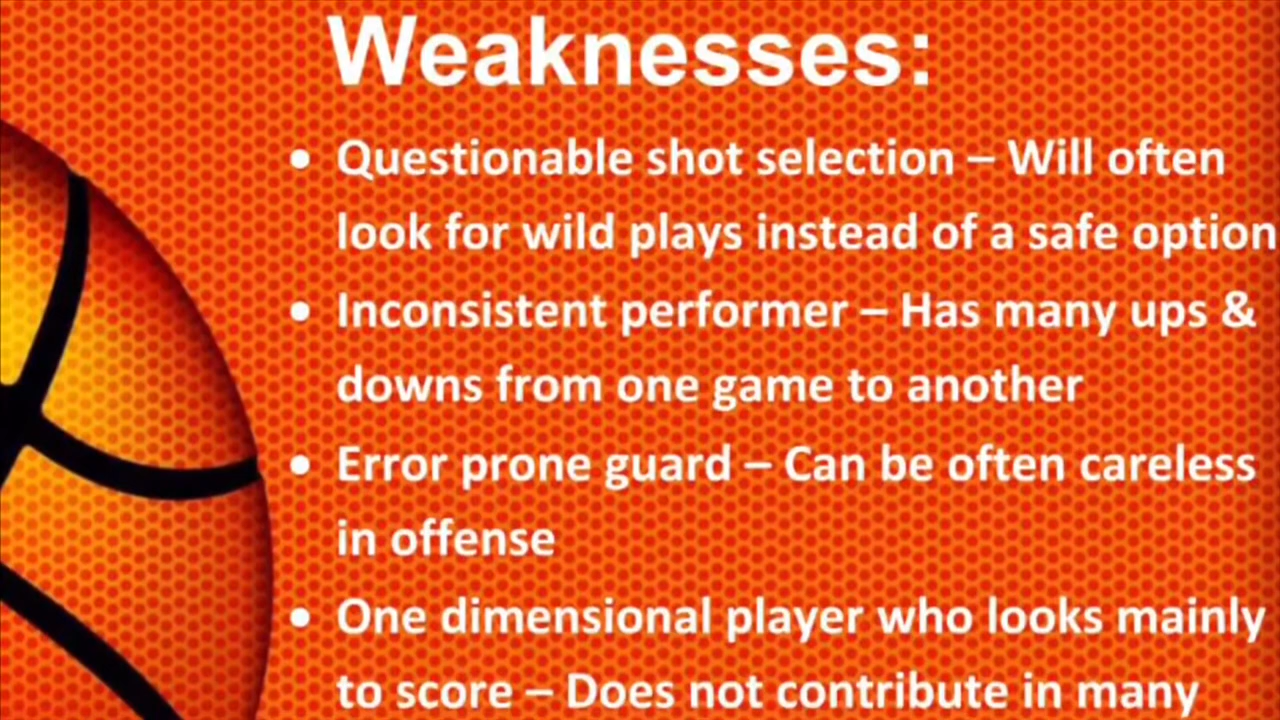 Weaknesses:
• Questionable shot selection – Will often
look for wild plays instead of a safe option
• Inconsistent performer – Has many ups &
downs from one game to another
• Error prone guard – Can be often careless
in offense
• One dimensional player who looks mainly
to score – Does not contribute in many